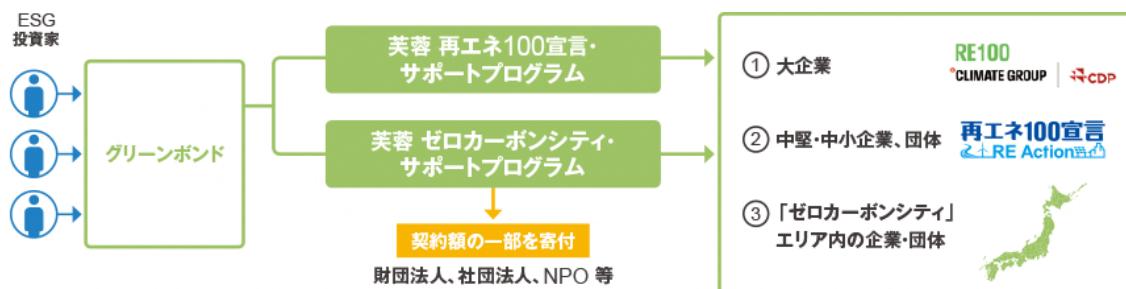 ESG
投資家
グリーンボンド
芙蓉 再エネ100宣言・
サポートプログラム
芙蓉 ゼロカーボンシティ・
サポートプログラム
契約額の一部を寄付
財団法人、社団法人、NPO 等
① 大企業
RE100
°CLIMATE GROUP
CDP
② 中堅・中小企業、団体
再エネ100宣言
RE Action
③ 「ゼロカーボンシティ」
エリア内の企業・団体